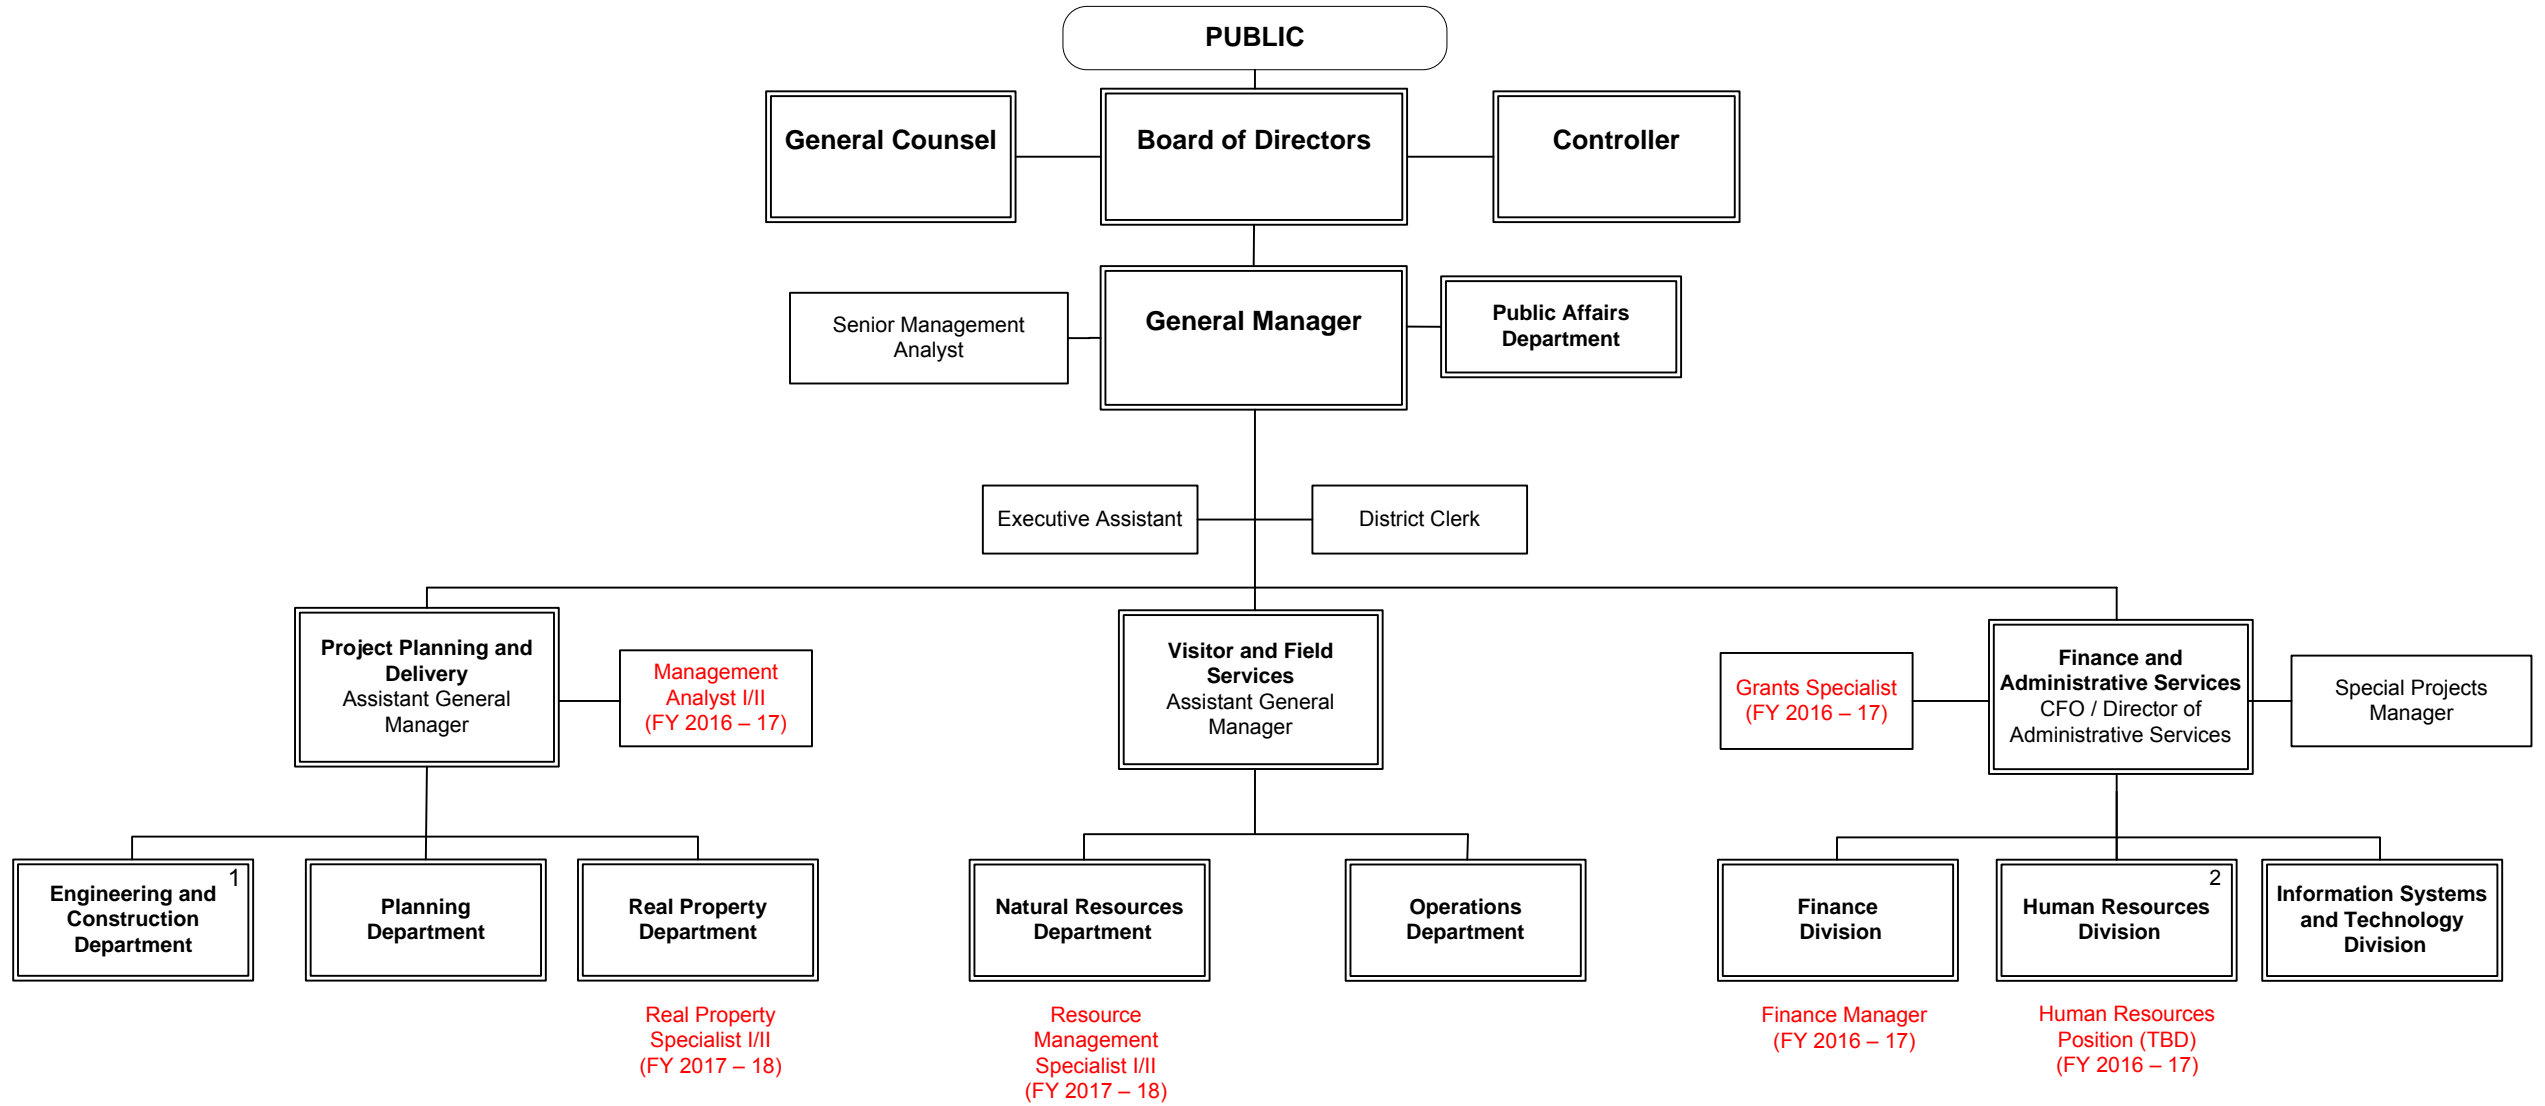 PUBLIC
General Counsel
Board of Directors
Controller
Senior Management
Analyst
General Manager
Public Affairs
Department
Executive Assistant
District Clerk
Project Planning and
Delivery
Assistant General
Manager
Management
Analyst I/II
(FY 2016 – 17)
Visitor and Field
Services
Assistant General
Manager
Grants Specialist
(FY 2016 – 17)
Finance and
Administrative Services
CFO / Director of
Administrative Services
Special Projects
Manager
1
Engineering and
Construction
Department
Planning
Department
Real Property
Department
Natural Resources
Department
Operations
Department
Finance
Division
2
Human Resources
Division
Information Systems
and Technology
Division
Real Property
Specialist I/II
(FY 2017 – 18)
Resource
Management
Specialist I/II
(FY 2017 – 18)
Finance Manager
(FY 2016 – 17)
Human Resources
Position (TBD)
(FY 2016 – 17)